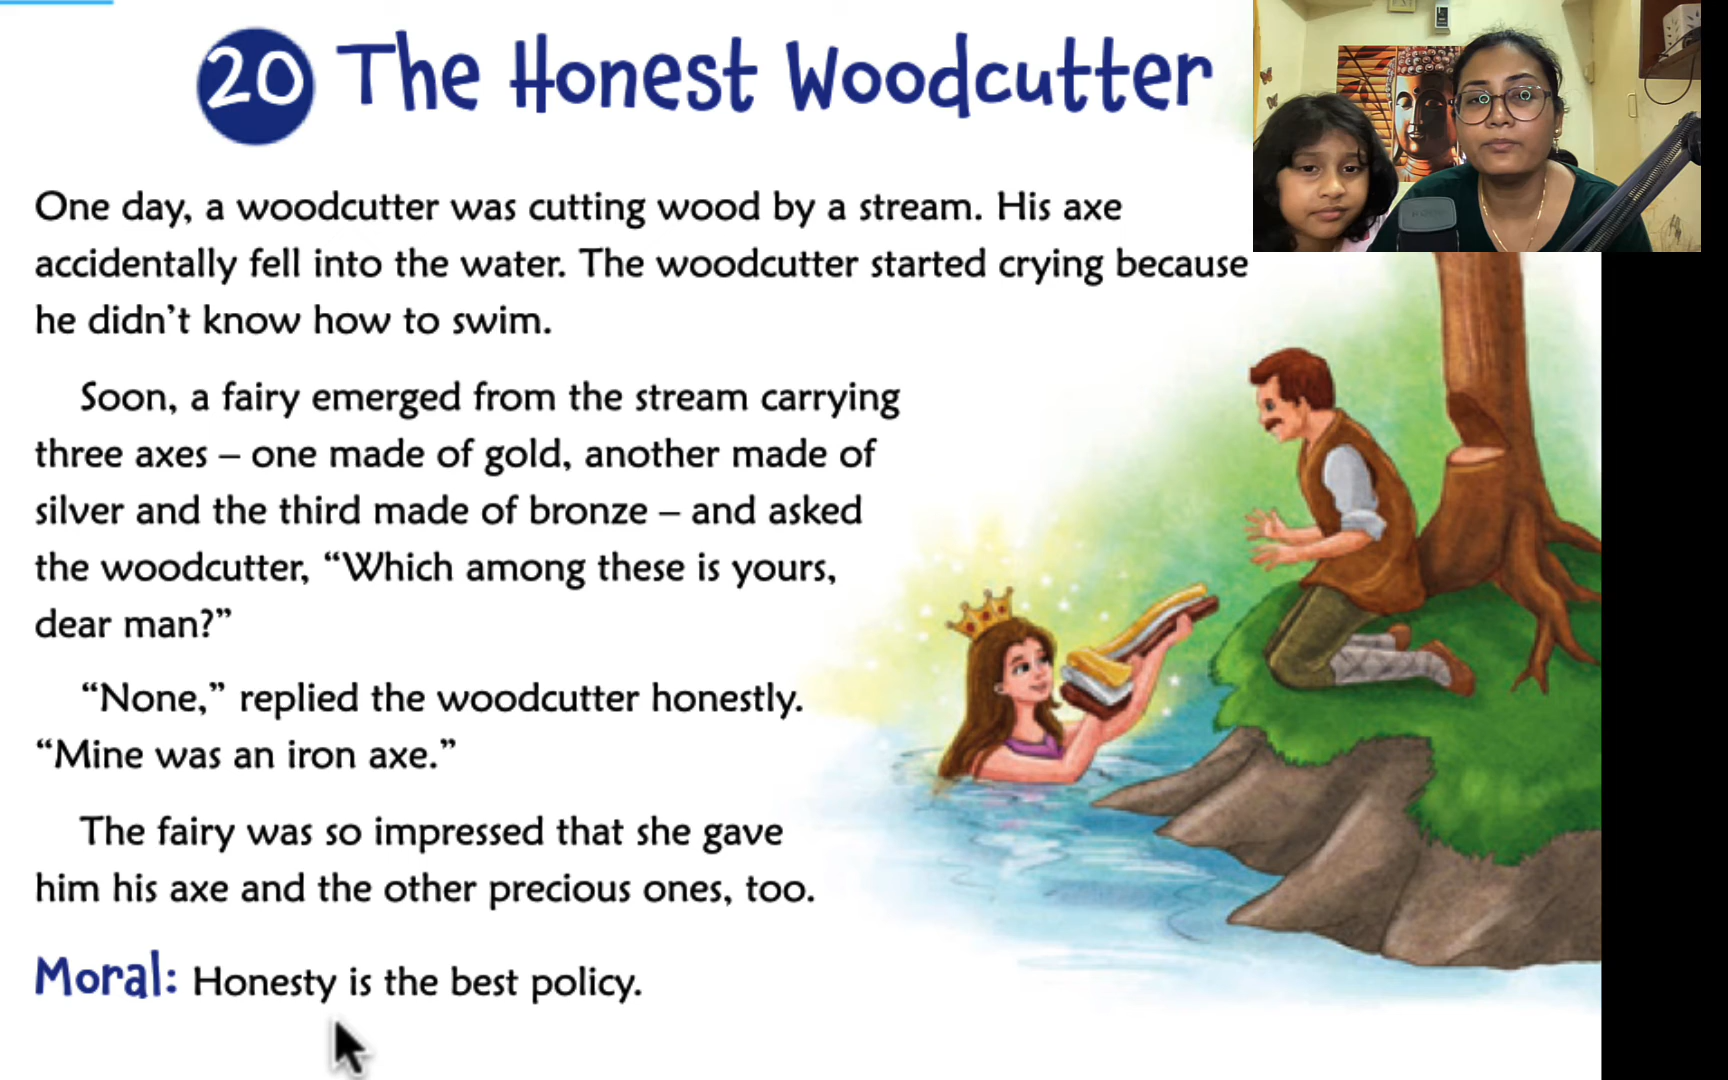 20 The Honest Woodcutter
One day, a woodcutter was cutting wood by a stream. His axe
accidentally fell into the water. The woodcutter started crying because
he didn’t know how to swim.
Soon, a fairy emerged from the stream carrying
three axes – one made of gold, another made of
silver and the third made of bronze – and asked
the woodcutter, “Which among these is yours,
dear man?”
“None,” replied the woodcutter honestly.
“Mine was an iron axe.”
The fairy was so impressed that she gave
him his axe and the other precious ones, too.
Moral: Honesty is the best policy.